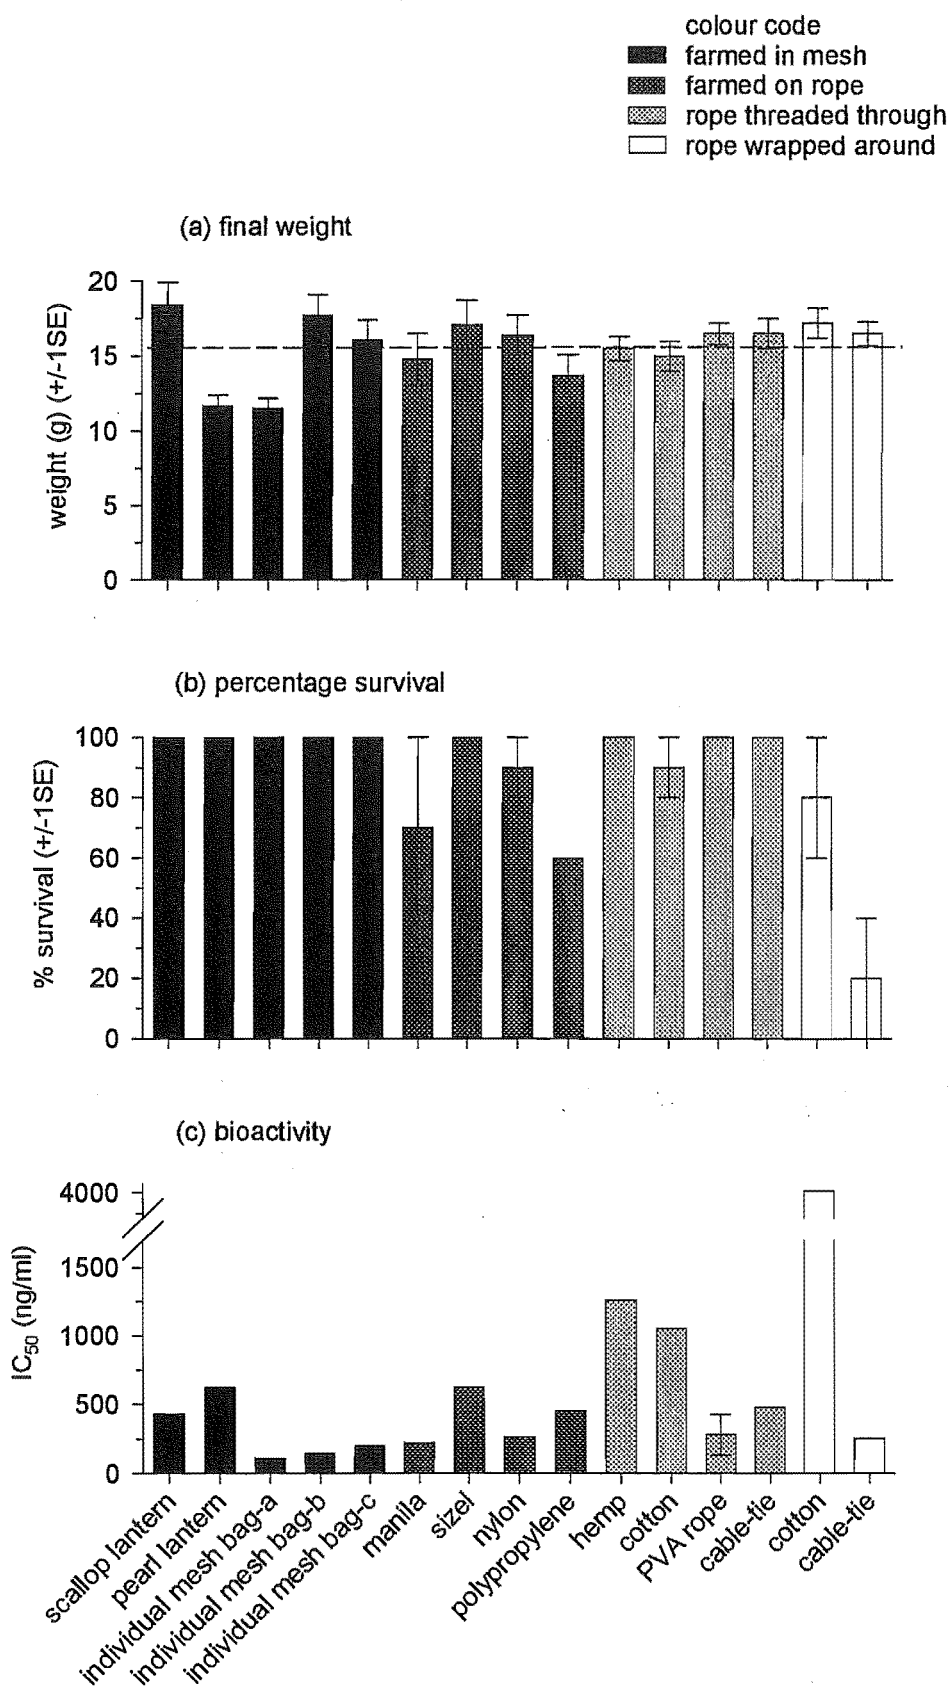 colour code
farmed in mesh
farmed on rope
rope threaded through
rope wrapped around
(a) final weight
weight (g) (+/-1SE)
20
15
10
5
0
(b) percentage survival
% survival (+/-1SE)
100
80
60
40
20
0
(c) bioactivity
IC50 (ng/ml)
4000
1500
1000
500
0
scallop lantern
pearl lantern
individual mesh bag-a
individual mesh bag-b
individual mesh bag-c
manilla
sizel
nylon
polypropylene
hemp
cotton
PVA rope
cable-tie
cotton
cable-tie